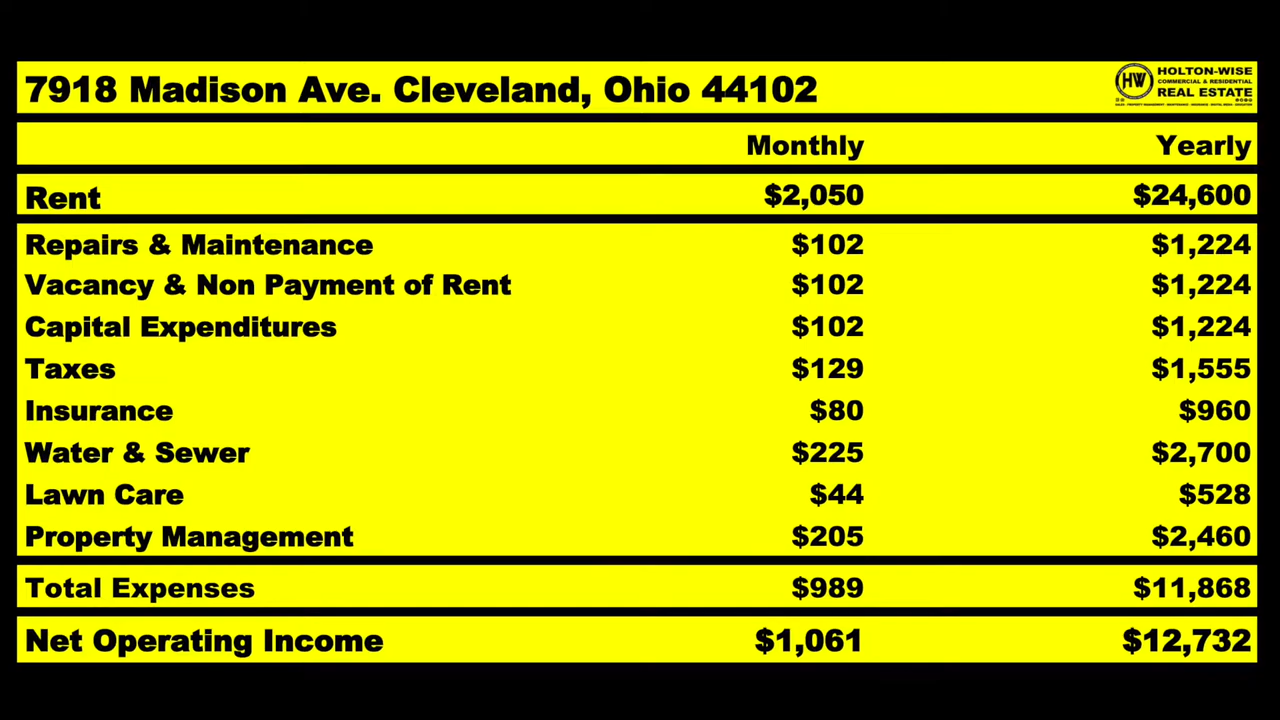 7918 Madison Ave. Cleveland, Ohio 44102
HW
HOLTON-WISE
COMMERCIAL & RESIDENTIAL
REAL ESTATE
Monthly Yearly
Rent $2,050 $24,600
Repairs & Maintenance $102 $1,224
Vacancy & Non Payment of Rent $102 $1,224
Capital Expenditures $102 $1,224
Taxes $129 $1,555
Insurance $80 $960
Water & Sewer $225 $2,700
Lawn Care $44 $528
Property Management $205 $2,460
Total Expenses $989 $11,868
Net Operating Income $1,061 $12,732